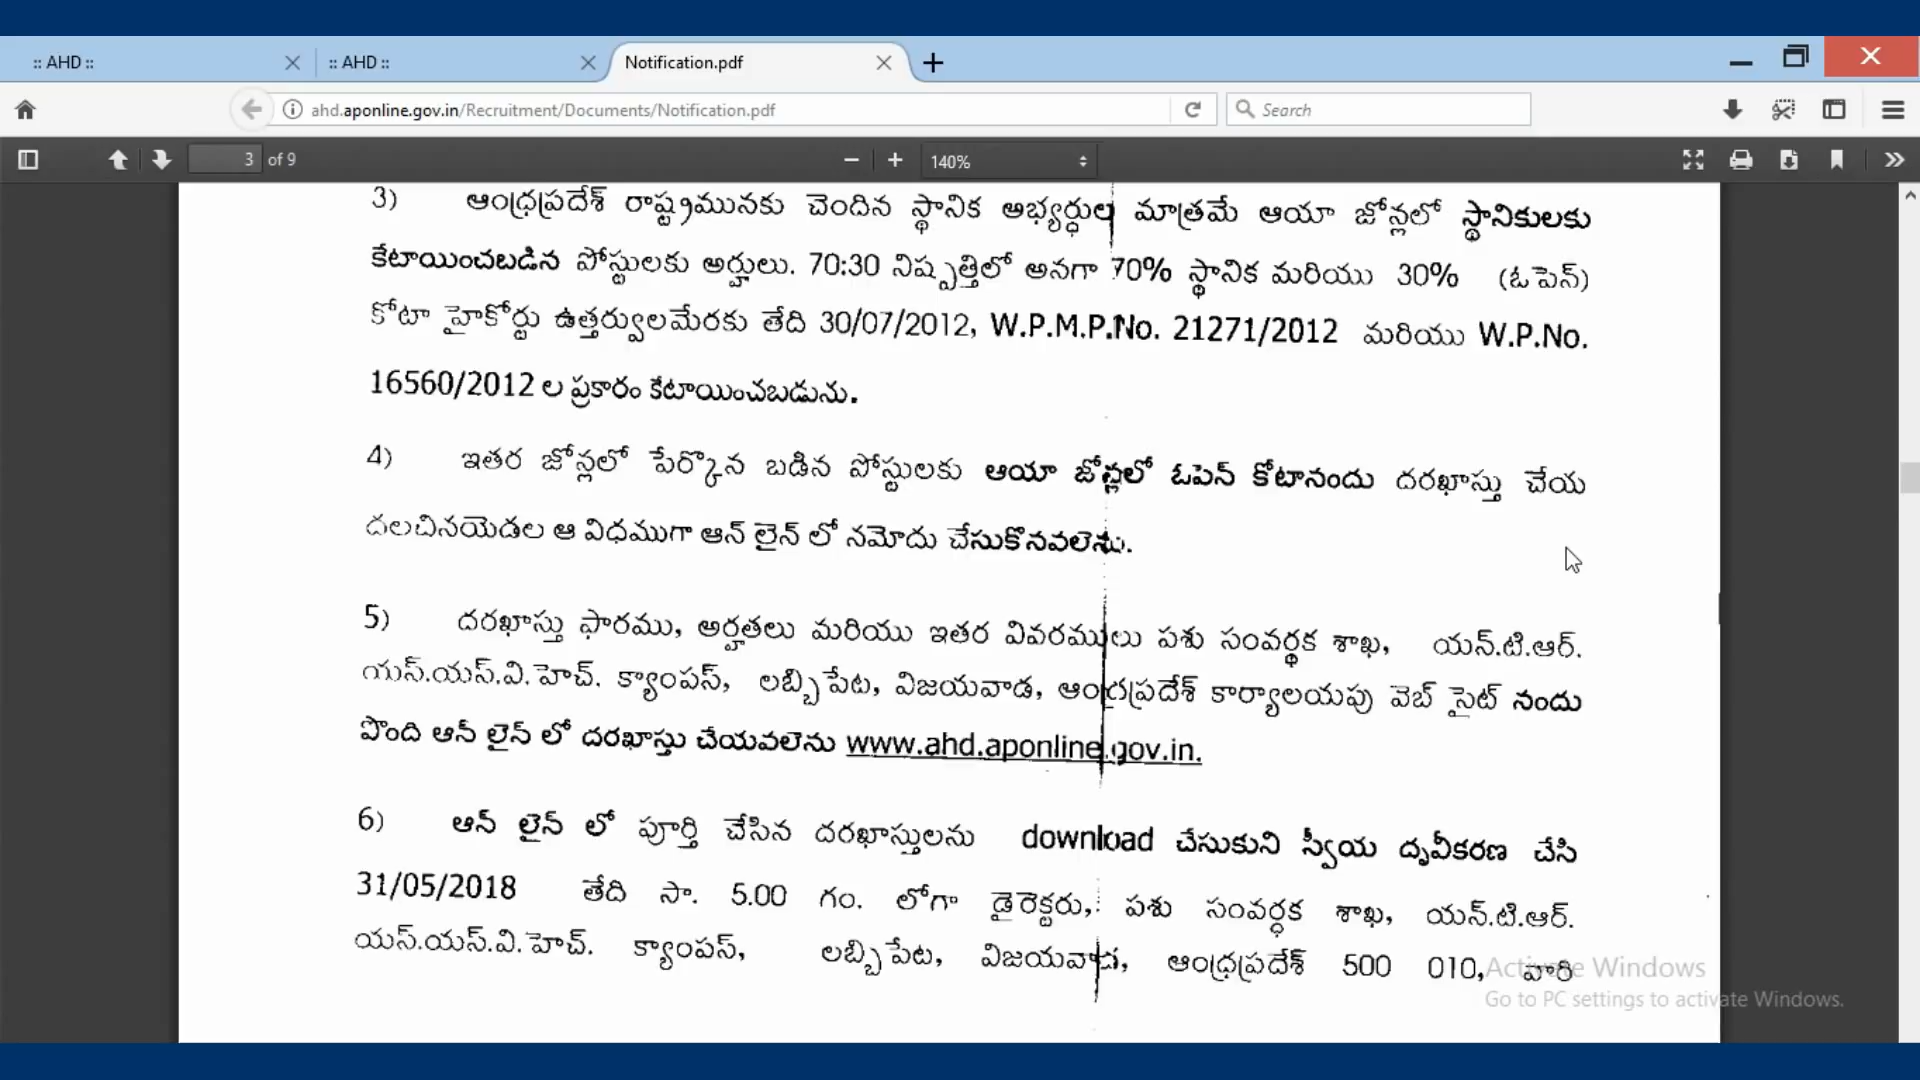 :: AHD ::
:: AHD ::
Notification.pdf
ahd.aponline.gov.in/Recruitment/Documents/Notification.pdf
Search
3 of 9
140%
3) ఆంధ్రప్రదేశ్ రాష్ట్రమునకు చెందిన స్థానిక అభ్యర్థుల మాత్రమే ఆయా జోన్లలో స్థానికులకు
కేటాయించబడిన పోస్టులకు అర్హులు. 70:30 నిష్పత్తిలో అనగా 70% స్థానిక మరియు 30% (ఓపెన్)
కోటా హైకోర్టు ఉత్తర్వులమేరకు తేది 30/07/2012, W.P.M.P.No. 21271/2012 మరియు W.P.No.
16560/2012 ల ప్రకారం కేటాయించబడును.
4) ఇతర జోన్లలో పేర్కొన బడిన పోస్టులకు ఆయా జోన్లలో ఓపెన్ కోటానందు దరఖాస్తు చేయ
దలచినయెడల ఆ విధముగా ఆన్ లైన్ లో నమోదు చేసుకొనవలెను.
5) దరఖాస్తు ఫారము, అర్హతలు మరియు ఇతర వివరములు పశు సంవర్థక శాఖ, యన్.టి.ఆర్.
యస్.యస్.వి.హెచ్. క్యాంపస్, లబ్బిపేట, విజయవాడ, ఆంధ్రప్రదేశ్ కార్యాలయపు వెబ్ సైట్ నందు
పొంది ఆన్ లైన్ లో దరఖాస్తు చేయవలెను www.ahd.aponline.gov.in.
6) ఆన్ లైన్ లో పూర్తి చేసిన దరఖాస్తులను download చేసుకుని స్వీయ దృవీకరణ చేసి
31/05/2018 తేది సా. 5.00 గం. లోగా డైరెక్టరు, పశు సంవర్ధక శాఖ, యన్.టి.ఆర్.
యస్.యస్.వి.హెచ్. క్యాంపస్, లబ్బిపేట, విజయవాడ, ఆంధ్రప్రదేశ్ 500 010, వారి
Activate Windows
Go to PC settings to activate Windows.